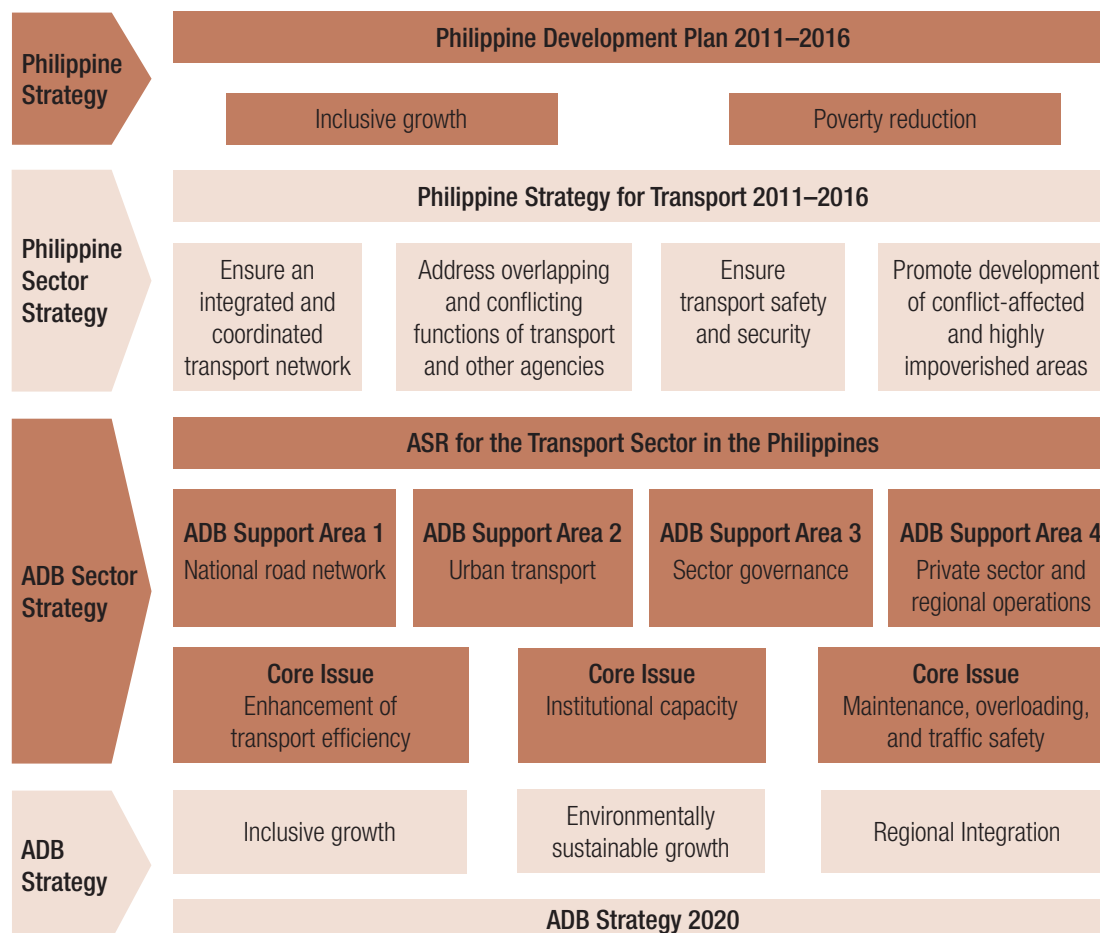 Philippine
Strategy
Philippine Development Plan 2011–2016
Inclusive growth
Poverty reduction
Philippine
Sector
Strategy
Philippine Strategy for Transport 2011–2016
Ensure an
integrated and
coordinated
transport network
Address overlapping
and conflicting
functions of transport
and other agencies
Ensure
transport safety
and security
Promote development
of conflict-affected
and highly
impoverished areas
ADB Sector
Strategy
ASR for the Transport Sector in the Philippines
ADB Support Area 1
National road network
ADB Support Area 2
Urban transport
ADB Support Area 3
Sector governance
ADB Support Area 4
Private sector and
regional operations
Core Issue
Enhancement of
transport efficiency
Core Issue
Institutional capacity
Core Issue
Maintenance, overloading,
and traffic safety
ADB
Strategy
Inclusive growth
Environmentally
sustainable growth
Regional Integration
ADB Strategy 2020